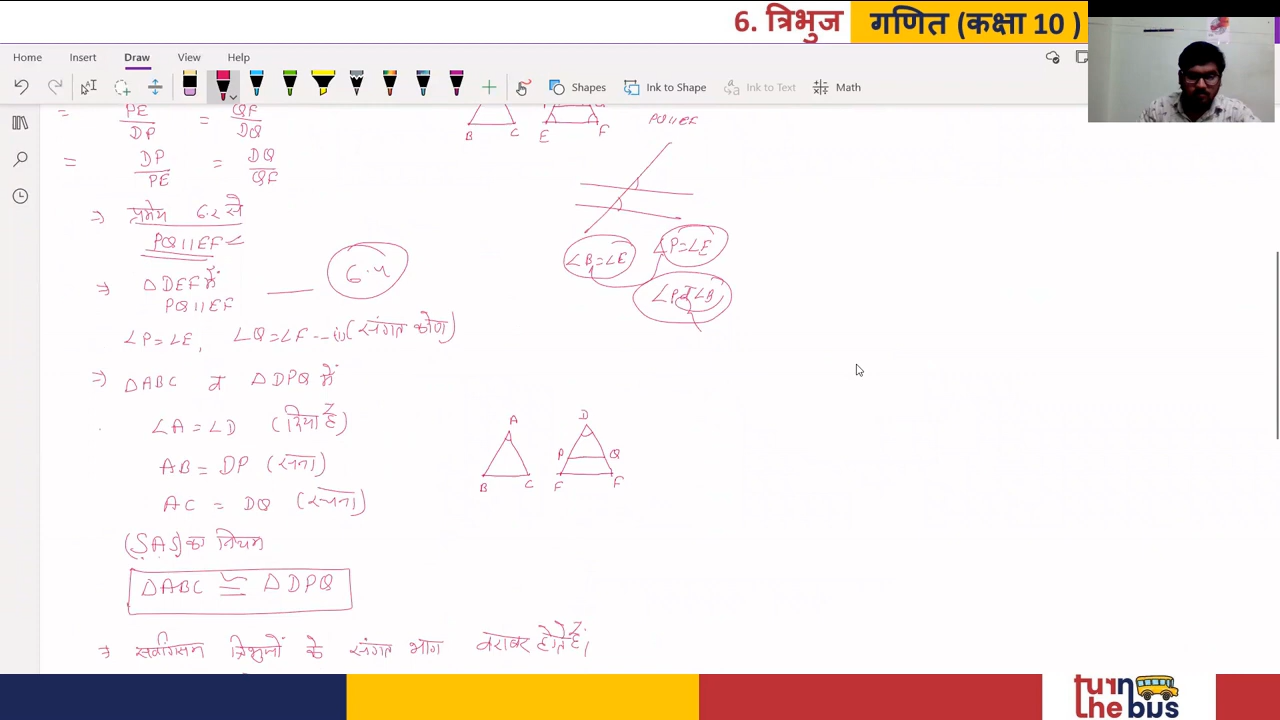 6. त्रिभुज गणित (कक्षा 10 )
Home Insert Draw View Help
Shapes Ink to Shape Ink to Text Math
= PE/DP = QF/DQ
= DP/PE = DQ/QF
B C E F PQ||EF
⇒ प्रमेय 6.2 से
PQ||EF
∠B=∠E ∠P=∠E
⇒ △DEF में 6.4
PQ||EF
∠P=∠E, ∠Q=∠F --- (संगत कोण)
⇒ △ABC व △DPQ में
∠A=∠D (दिया है)
AB = DP (रचना)
AC = DQ (रचना)
A D
P Q
B C F F
(SAS) का नियम
△ABC ≅ △DPQ
⇒ सर्वांगसम त्रिभुजों के संगत भाग बराबर होते हैं।
turn the bus